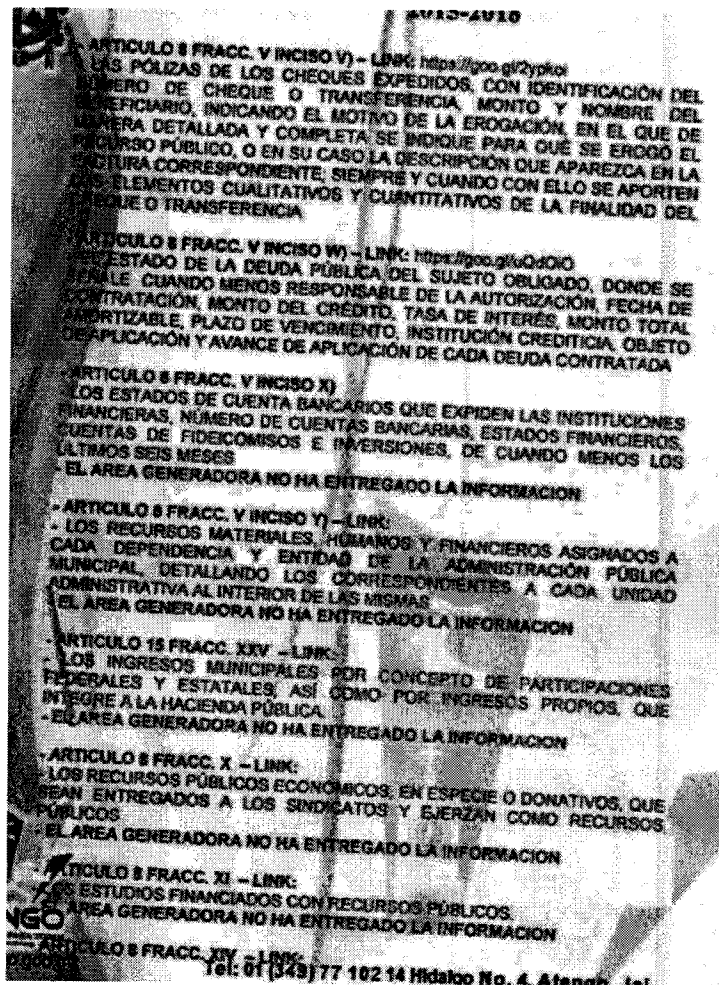 2015-2018
- ARTICULO 8 FRACC. V INCISO V) – LINK: https://goo.gl/2ypkoi
LAS POLIZAS DE LOS CHEQUES EXPEDIDOS, CON IDENTIFICACIÓN DEL
NÚMERO DE CHEQUE O TRANSFERENCIA, MONTO Y NOMBRE DEL
BENEFICIARIO, INDICANDO EL MOTIVO DE LA EROGACIÓN, EN EL QUE DE
MANERA DETALLADA Y COMPLETA SE INDIQUE PARA QUÉ SE EROGÓ EL
RECURSO PÚBLICO, O EN SU CASO LA DESCRIPCIÓN QUE APAREZCA EN LA
FACTURA CORRESPONDIENTE, SIEMPRE Y CUANDO CON ELLO SE APORTEN
LOS ELEMENTOS CUALITATIVOS Y CUANTITATIVOS DE LA FINALIDAD DEL
CHEQUE O TRANSFERENCIA
- ARTICULO 8 FRACC. V INCISO W) – LINK: https://goo.gl/uQdOiO
EL ESTADO DE LA DEUDA PÚBLICA DEL SUJETO OBLIGADO, DONDE SE
SEÑALE CUANDO MENOS RESPONSABLE DE LA AUTORIZACIÓN, FECHA DE
CONTRATACIÓN, MONTO DEL CRÉDITO, TASA DE INTERÉS, MONTO TOTAL
AMORTIZABLE, PLAZO DE VENCIMIENTO, INSTITUCIÓN CREDITICIA, OBJETO
DE APLICACIÓN Y AVANCE DE APLICACIÓN DE CADA DEUDA CONTRATADA
- ARTICULO 8 FRACC. V INCISO X)
- LOS ESTADOS DE CUENTA BANCARIOS QUE EXPIDEN LAS INSTITUCIONES
FINANCIERAS, NÚMERO DE CUENTAS BANCARIAS, ESTADOS FINANCIEROS,
CUENTAS DE FIDEICOMISOS E INVERSIONES, DE CUANDO MENOS LOS
ÚLTIMOS SEIS MESES
- EL AREA GENERADORA NO HA ENTREGADO LA INFORMACION
- ARTICULO 8 FRACC. V INCISO Y) – LINK:
- LOS RECURSOS MATERIALES, HUMANOS Y FINANCIEROS ASIGNADOS A
CADA DEPENDENCIA Y ENTIDAD DE LA ADMINISTRACIÓN PÚBLICA
MUNICIPAL, DETALLANDO LOS CORRESPONDIENTES A CADA UNIDAD
ADMINISTRATIVA AL INTERIOR DE LAS MISMAS
- EL AREA GENERADORA NO HA ENTREGADO LA INFORMACION
- ARTICULO 15 FRACC. XXV – LINK:
- LOS INGRESOS MUNICIPALES POR CONCEPTO DE PARTICIPACIONES
FEDERALES Y ESTATALES, ASÍ COMO POR INGRESOS PROPIOS, QUE
INTEGRE A LA HACIENDA PÚBLICA
- EL AREA GENERADORA NO HA ENTREGADO LA INFORMACION
- ARTICULO 8 FRACC. X – LINK:
- LOS RECURSOS PÚBLICOS ECONÓMICOS, EN ESPECIE O DONATIVOS, QUE
SEAN ENTREGADOS A LOS SINDICATOS Y EJERZAN COMO RECURSOS
PÚBLICOS
- EL AREA GENERADORA NO HA ENTREGADO LA INFORMACION
- ARTICULO 8 FRACC. XI – LINK:
LOS ESTUDIOS FINANCIADOS CON RECURSOS PÚBLICOS.
EL AREA GENERADORA NO HA ENTREGADO LA INFORMACION
ARTICULO 8 FRACC. XIV – LINK:
Tel: 01 (349) 77 102 14 Hidalgo No. 4, Atengo, Jal